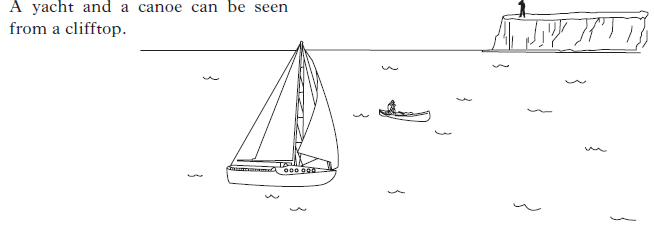 A yacht and a canoe can be seen
from a clifftop.